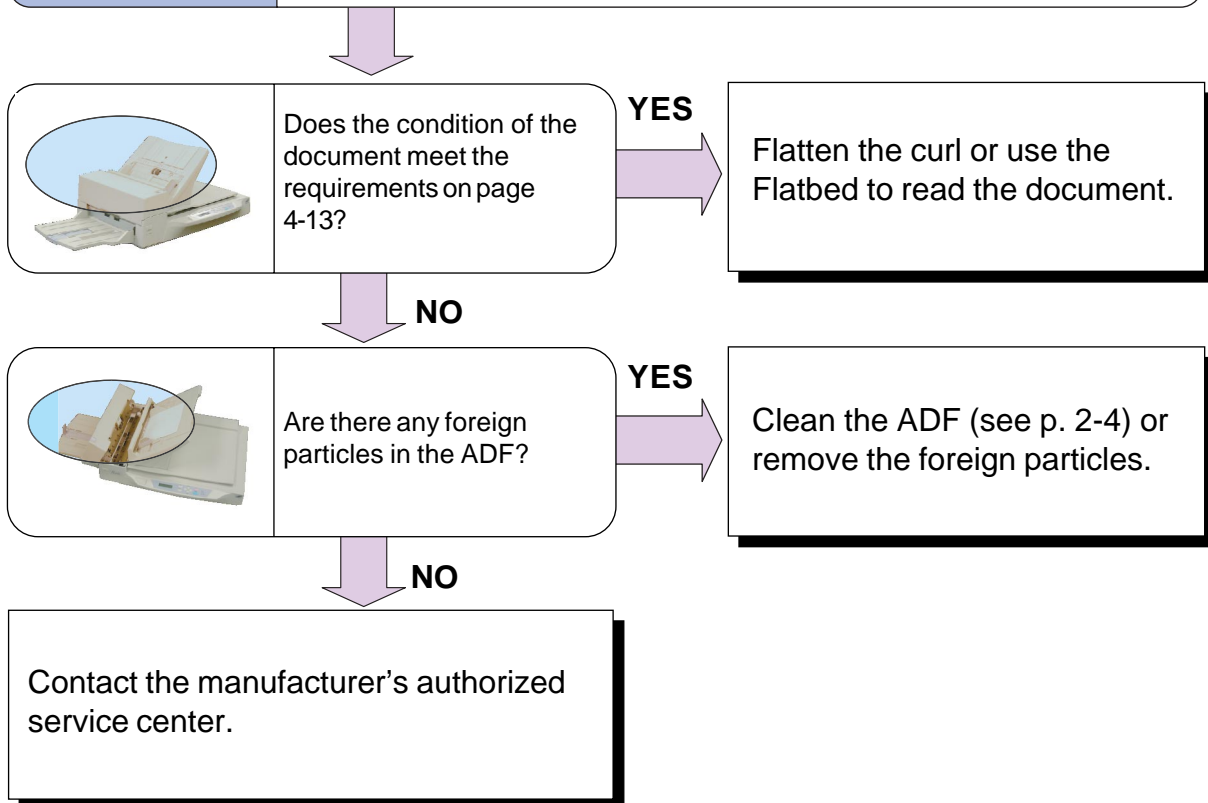 Does the condition of the
document meet the
requirements on page
4-13?
YES
Flatten the curl or use the
Flatbed to read the document.
NO
Are there any foreign
particles in the ADF?
YES
Clean the ADF (see p. 2-4) or
remove the foreign particles.
NO
Contact the manufacturer’s authorized
service center.